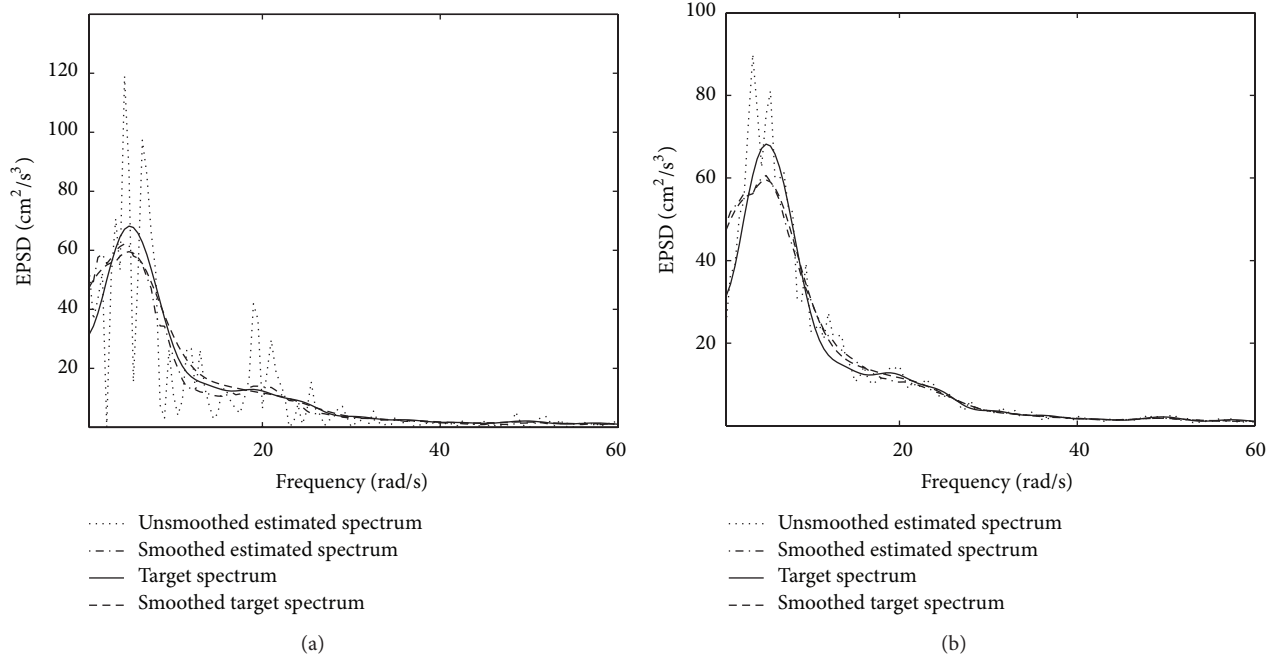 120
100
80
60
40
20
EPSD (cm²/s³)
20
40
60
Frequency (rad/s)
Unsmoothed estimated spectrum
Smoothed estimated spectrum
Target spectrum
Smoothed target spectrum
(a)
100
80
60
40
20
EPSD (cm²/s³)
20
40
60
Frequency (rad/s)
Unsmoothed estimated spectrum
Smoothed estimated spectrum
Target spectrum
Smoothed target spectrum
(b)